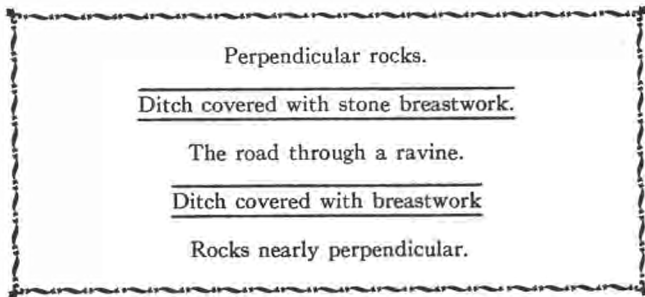 Perpendicular rocks.
Ditch covered with stone breastwork.
The road through a ravine.
Ditch covered with breastwork
Rocks nearly perpendicular.